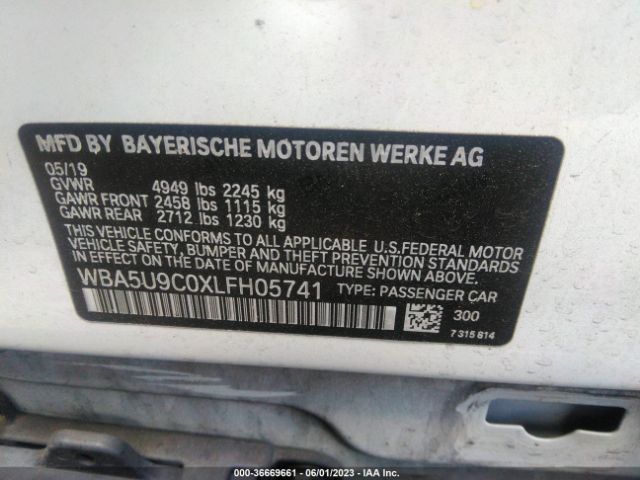 MFD BY BAYERISCHE MOTOREN WERKE AG
05/19
GVWR 4949 lbs 2245 kg
GAWR FRONT 2458 lbs 1115 kg
GAWR REAR 2712 lbs 1230 kg
THIS VEHICLE CONFORMS TO ALL APPLICABLE U.S.FEDERAL MOTOR
VEHICLE SAFETY, BUMPER AND THEFT PREVENTION STANDARDS
IN EFFECT ON THE DATE OF MANUFACTURE SHOWN ABOVE.
WBA5U9C0XLFH05741 TYPE: PASSENGER CAR
300
7 315 814
000-36669661 - 06/01/2023 - IAA Inc.